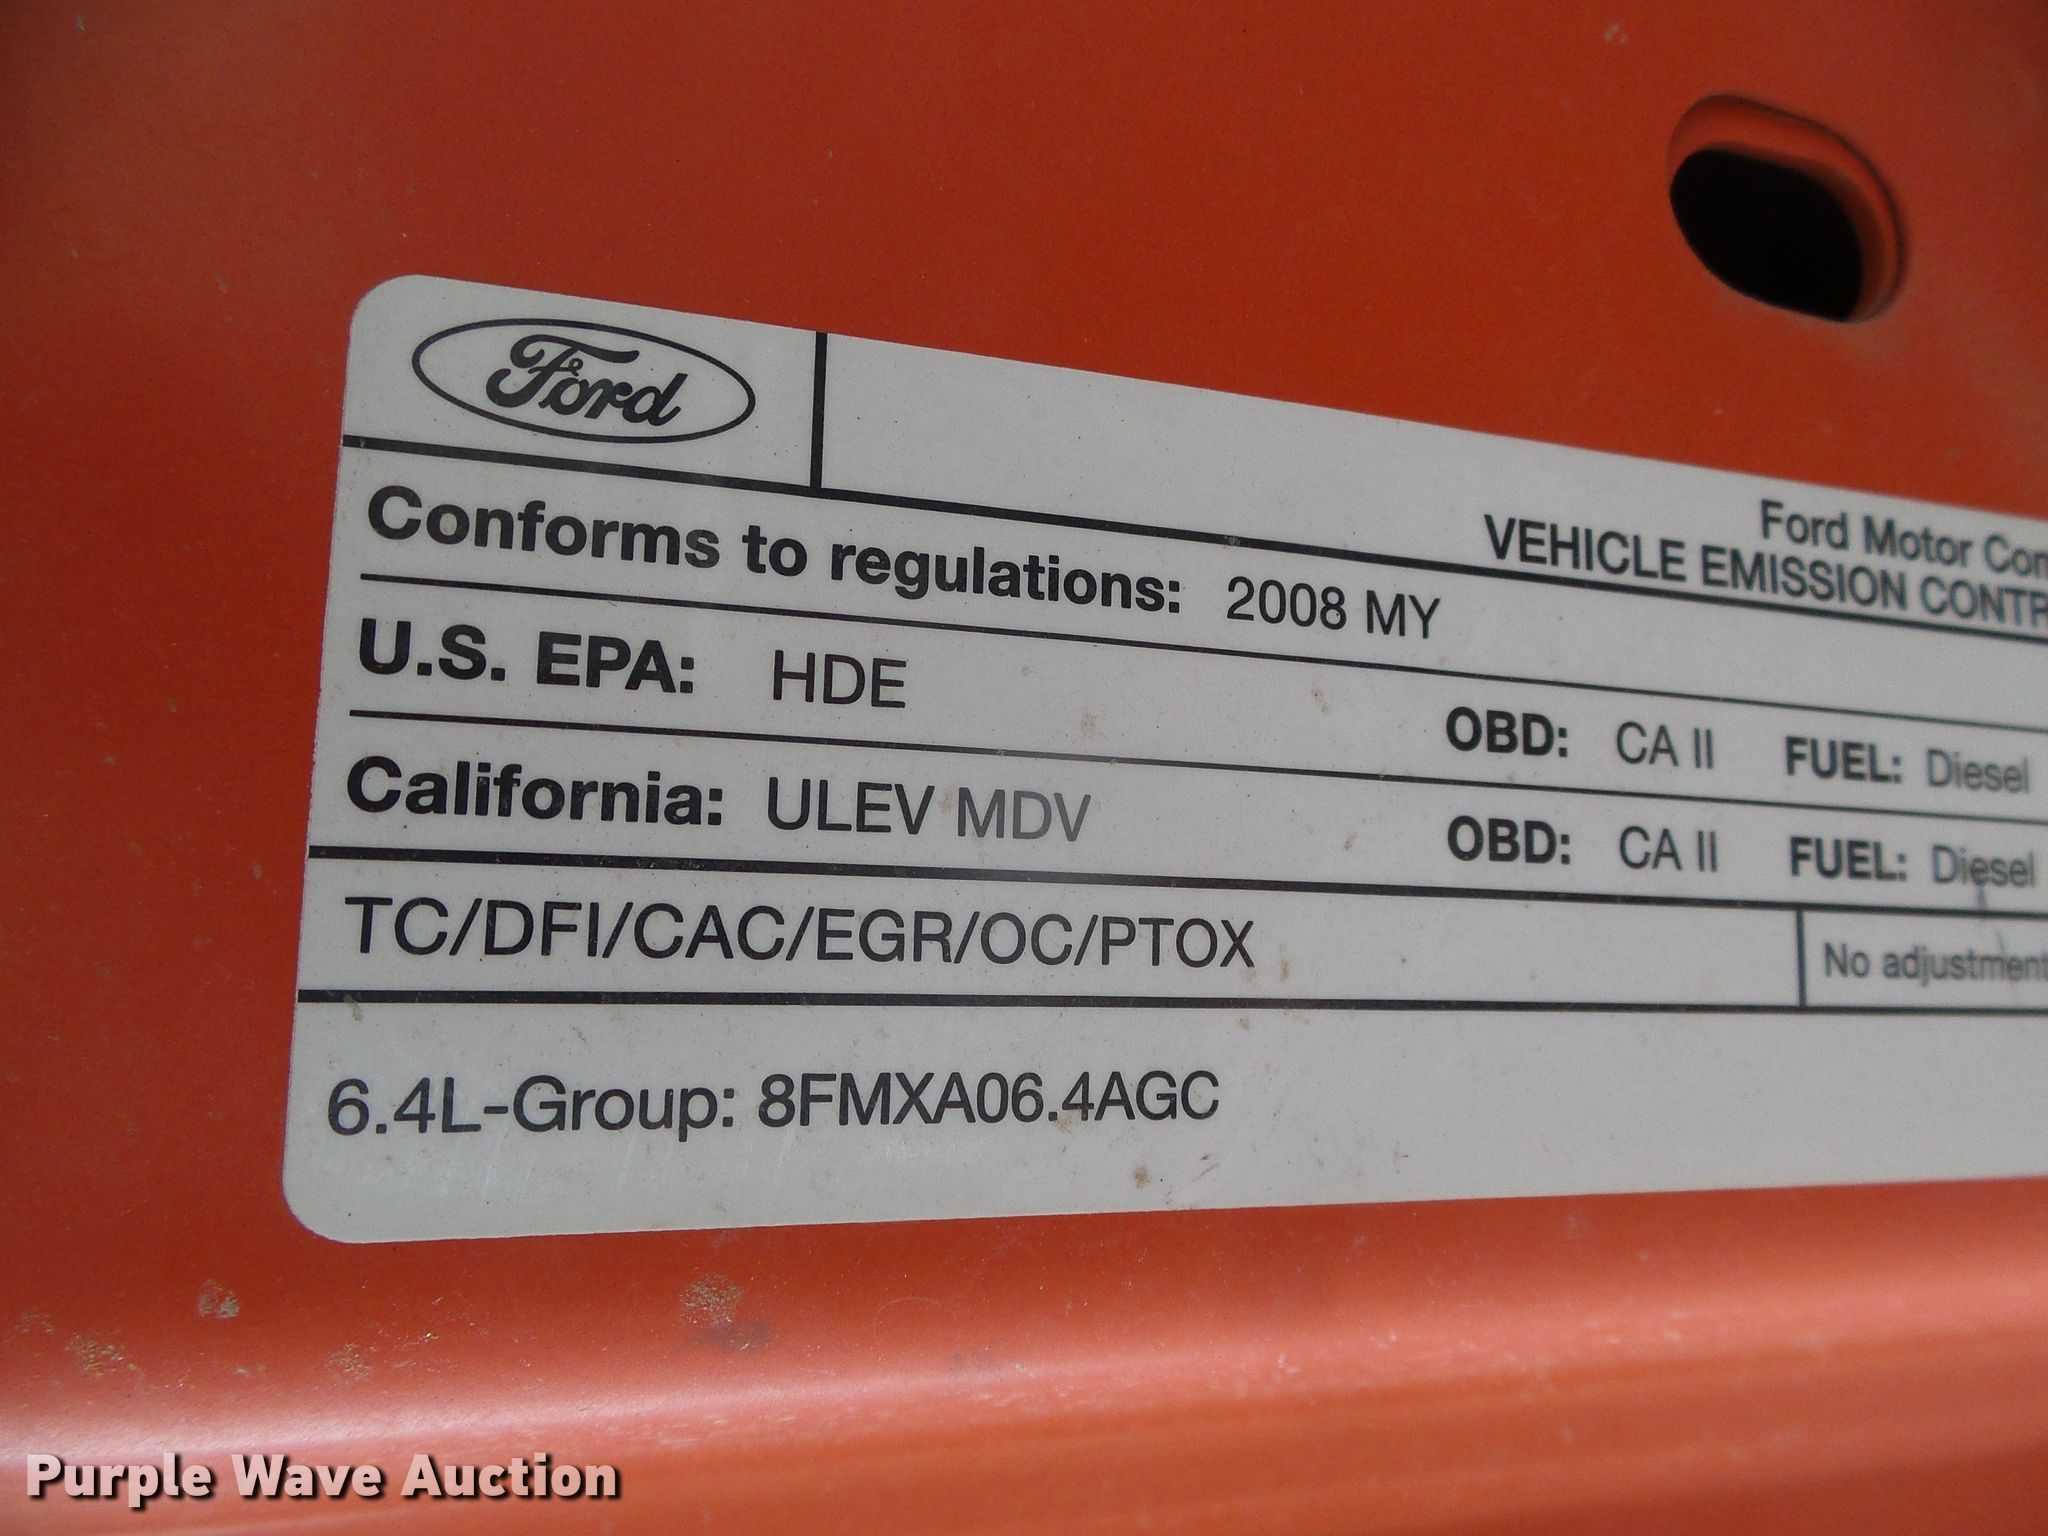 Ford
Ford Motor
VEHICLE EMISSION
Conforms to regulations: 2008 MY
U.S. EPA: HDE OBD: CA II FUEL: Diesel
California: ULEV MDV OBD: CA II FUEL: Diesel
TC/DFI/CAC/EGR/OC/PTOX No adjustment
6.4L-Group: 8FMXA06.4AGC
Purple Wave Auction